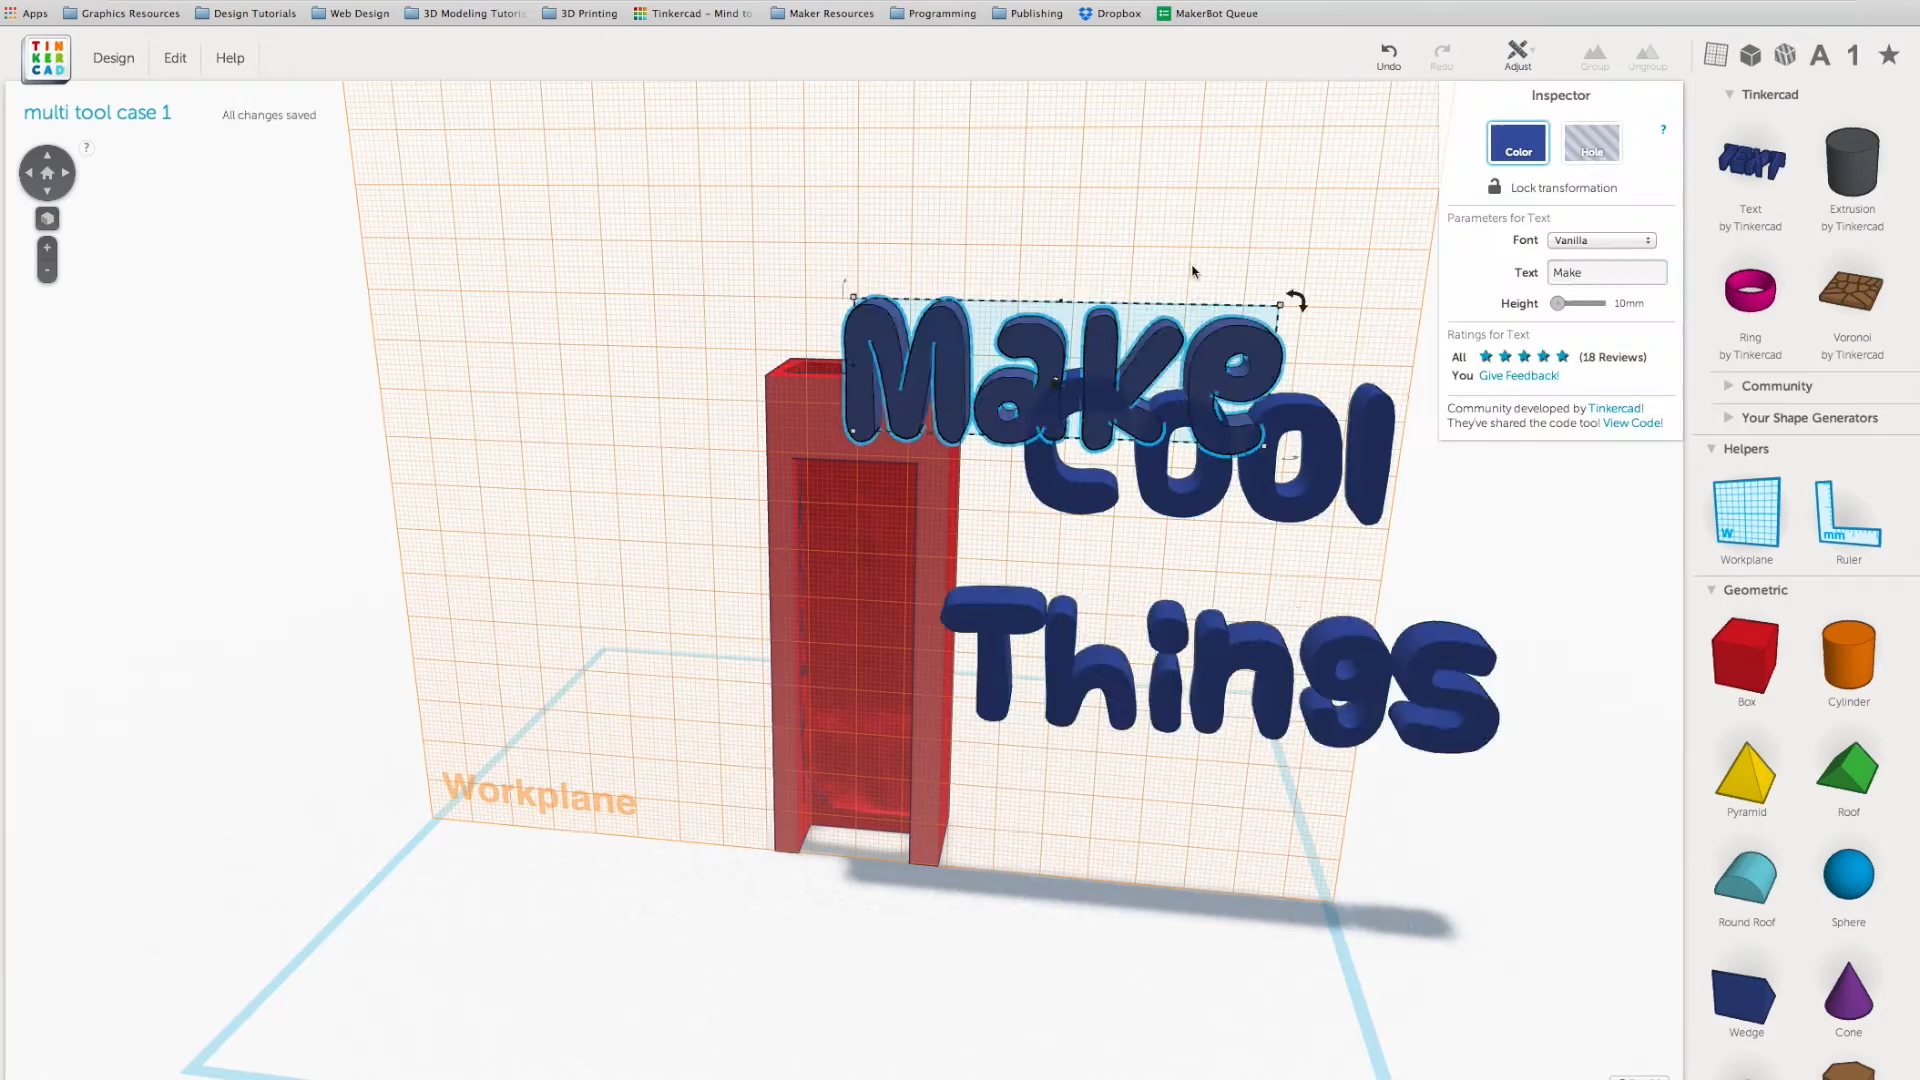 Apps Graphics Resources Design Tutorials Web Design 3D Modeling Tutoria 3D Printing Tinkercad – Mind to Maker Resources Programming Publishing Dropbox MakerBot Queue
TIN
KER
CAD
Design Edit Help
Undo Redo Adjust Group Ungroup
A 1
multi tool case 1
All changes saved
?
+
-
Inspector
Color
Hole
?
Lock transformation
Parameters for Text
Font Vanilla
Text Make
Height 10mm
Ratings for Text
All (18 Reviews)
You Give Feedback!
Community developed by Tinkercad!
They've shared the code too! View Code!
Make
Cool
Things
Workplane
Tinkercad
TEXT
Text
by Tinkercad
Extrusion
by Tinkercad
Ring
by Tinkercad
Voronoi
by Tinkercad
Community
Your Shape Generators
Helpers
W
mm
Workplane
Ruler
Geometric
Box
Cylinder
Pyramid
Roof
Round Roof
Sphere
Wedge
Cone